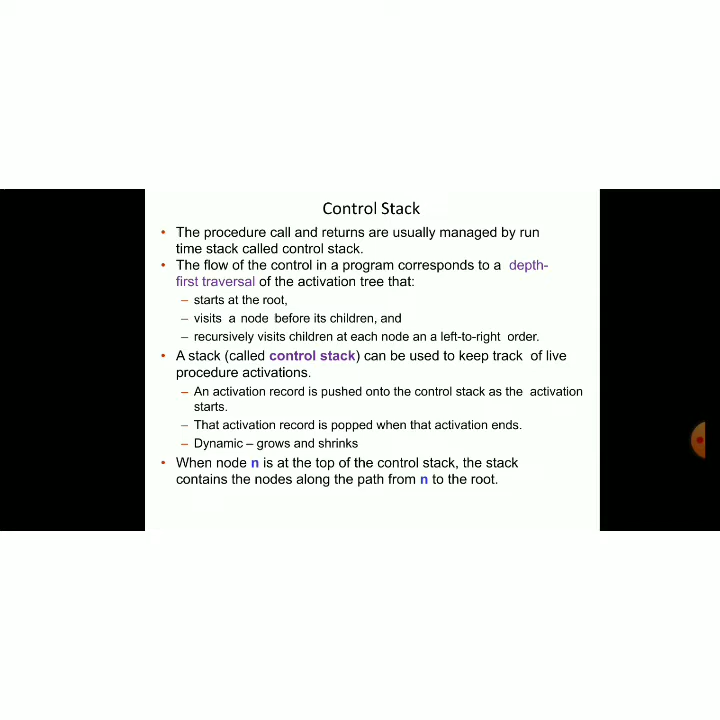 Control Stack
• The procedure call and returns are usually managed by run
time stack called control stack.
• The flow of the control in a program corresponds to a depth-
first traversal of the activation tree that:
– starts at the root,
– visits a node before its children, and
– recursively visits children at each node an a left-to-right order.
• A stack (called control stack) can be used to keep track of live
procedure activations.
– An activation record is pushed onto the control stack as the activation
starts.
– That activation record is popped when that activation ends.
– Dynamic – grows and shrinks
• When node n is at the top of the control stack, the stack
contains the nodes along the path from n to the root.